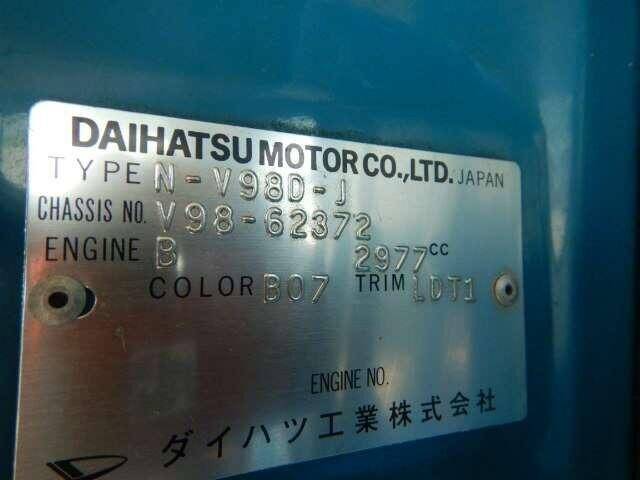 DAIHATSU MOTOR CO.,LTD. JAPAN
TYPE N-V98D-J
CHASSIS NO. V98-62372
ENGINE B 2977CC
COLOR B07 TRIM LDT1
ENGINE NO.
ダイハツ工業株式会社